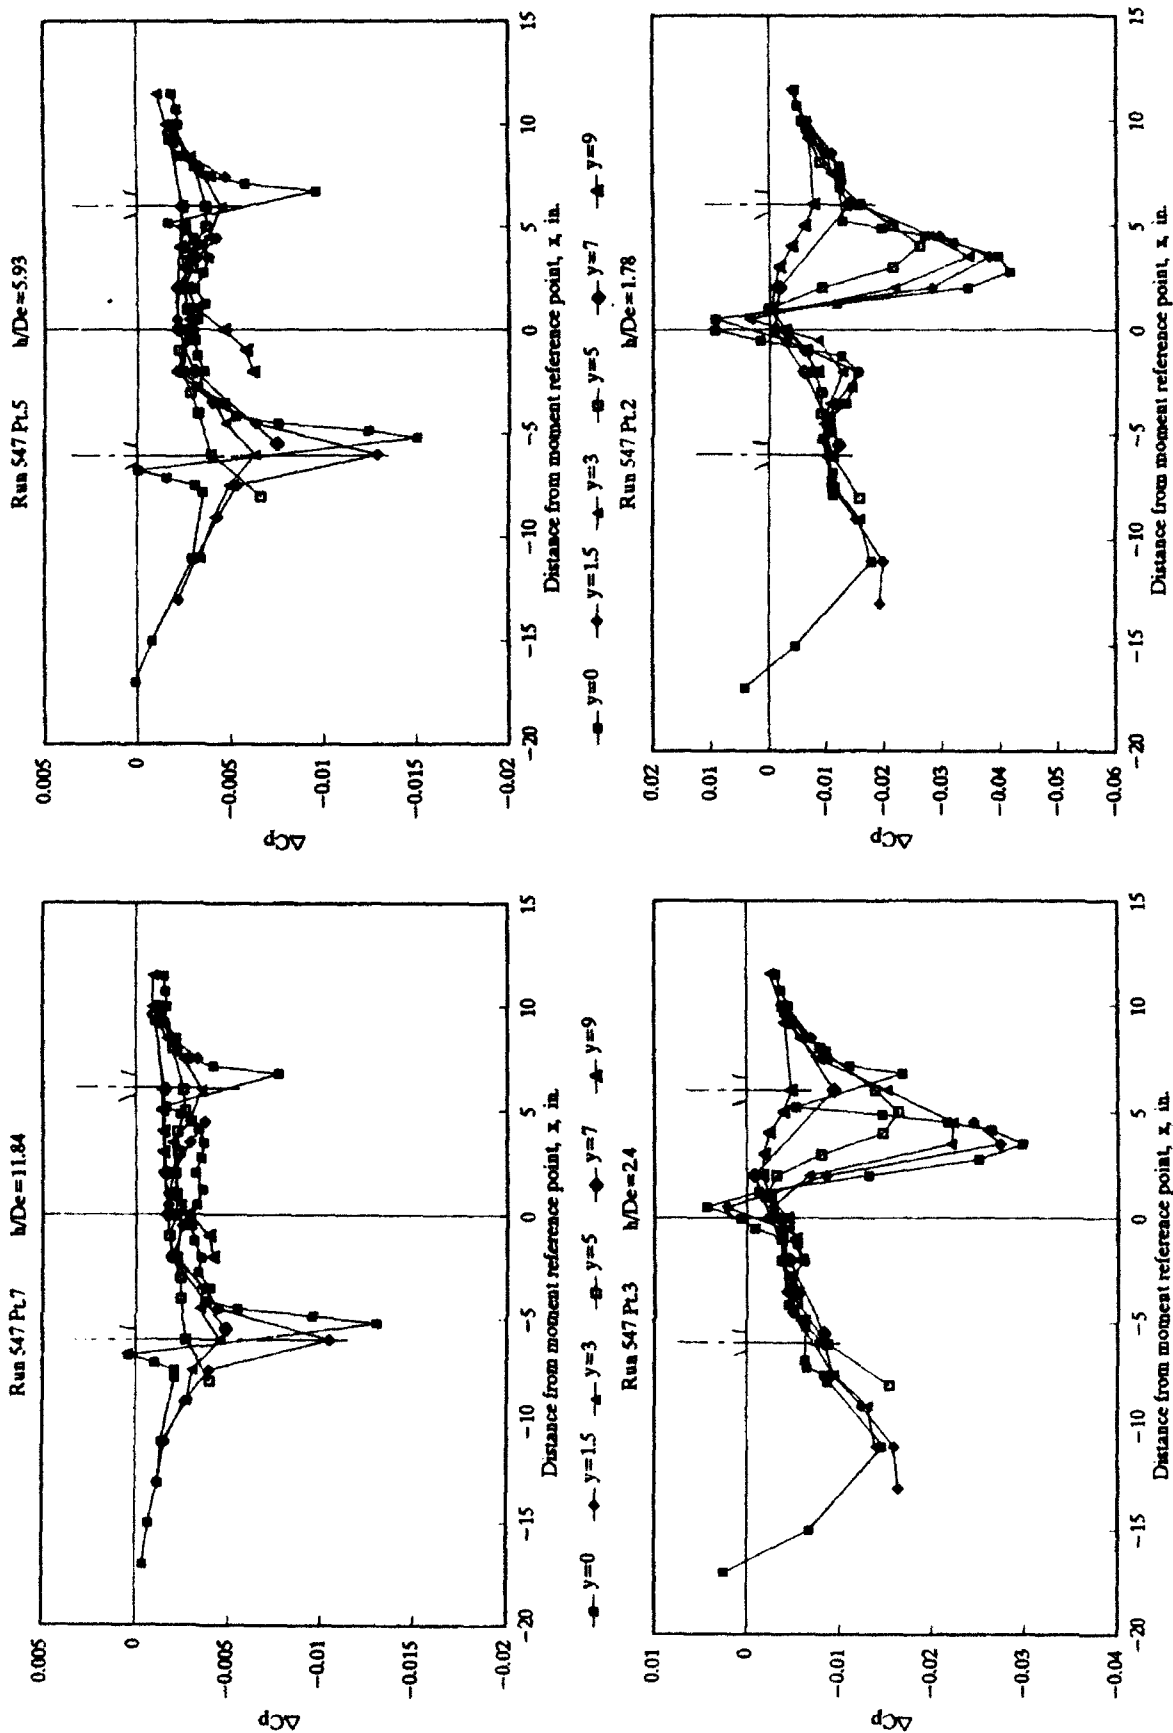 Run 547 Pt.7 h/De=11.84
0.005
0
−0.005
−0.01
−0.015
−0.02
ΔCp
−20 −15 −10 −5 0 5 10 15
Distance from moment reference point, x, in.
y=0 y=1.5 y=3 y=5 y=7 y=9
Run 547 Pt.5 h/De=5.93
0.005
0
−0.005
−0.01
−0.015
−0.02
ΔCp
−20 −15 −10 −5 0 5 10 15
Distance from moment reference point, x, in.
y=0 y=1.5 y=3 y=5 y=7 y=9
Run 547 Pt.3 h/De=2.4
0.01
0
−0.01
−0.02
−0.03
−0.04
ΔCp
−20 −15 −10 −5 0 5 10 15
Distance from moment reference point, x, in.
Run 547 Pt.2 h/De=1.78
0.02
0.01
0
−0.01
−0.02
−0.03
−0.04
−0.05
−0.06
ΔCp
−20 −15 −10 −5 0 5 10 15
Distance from moment reference point, x, in.